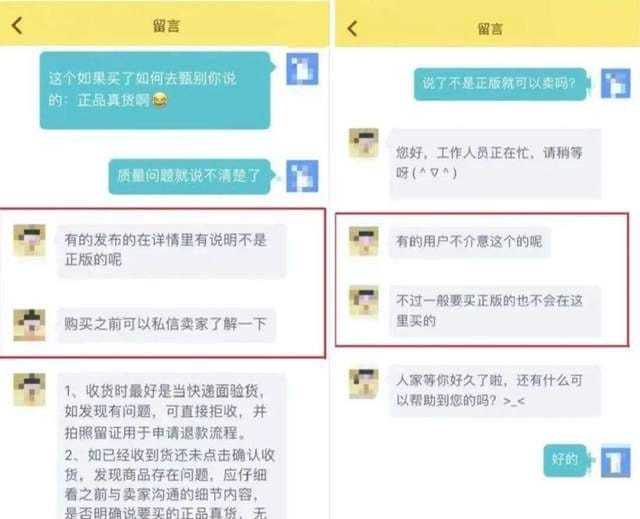 留言
这个如果买了如何去甄别你说
的：正品真货啊😂
质量问题就说不清楚了
有的发布的在详情里有说明不是
正版的呢
购买之前可以私信卖家了解一下
1、收货时最好是当快递面验货，
如发现有问题，可直接拒收，并
拍照留证用于申请退款流程。
2、如已经收到货还未点击确认收
货，发现商品存在问题，应仔细
看之前与卖家沟通的细节内容，
是否明确说要买的正品真货，无
留言
说了不是正版就可以卖吗？
您好，工作人员正在忙，请稍等
呀(^∇^)
有的用户不介意这个的呢
不过一般要买正版的也不会在这
里买的
人家等你好久了啦，还有什么可
以帮助到您的吗？>_<
好的